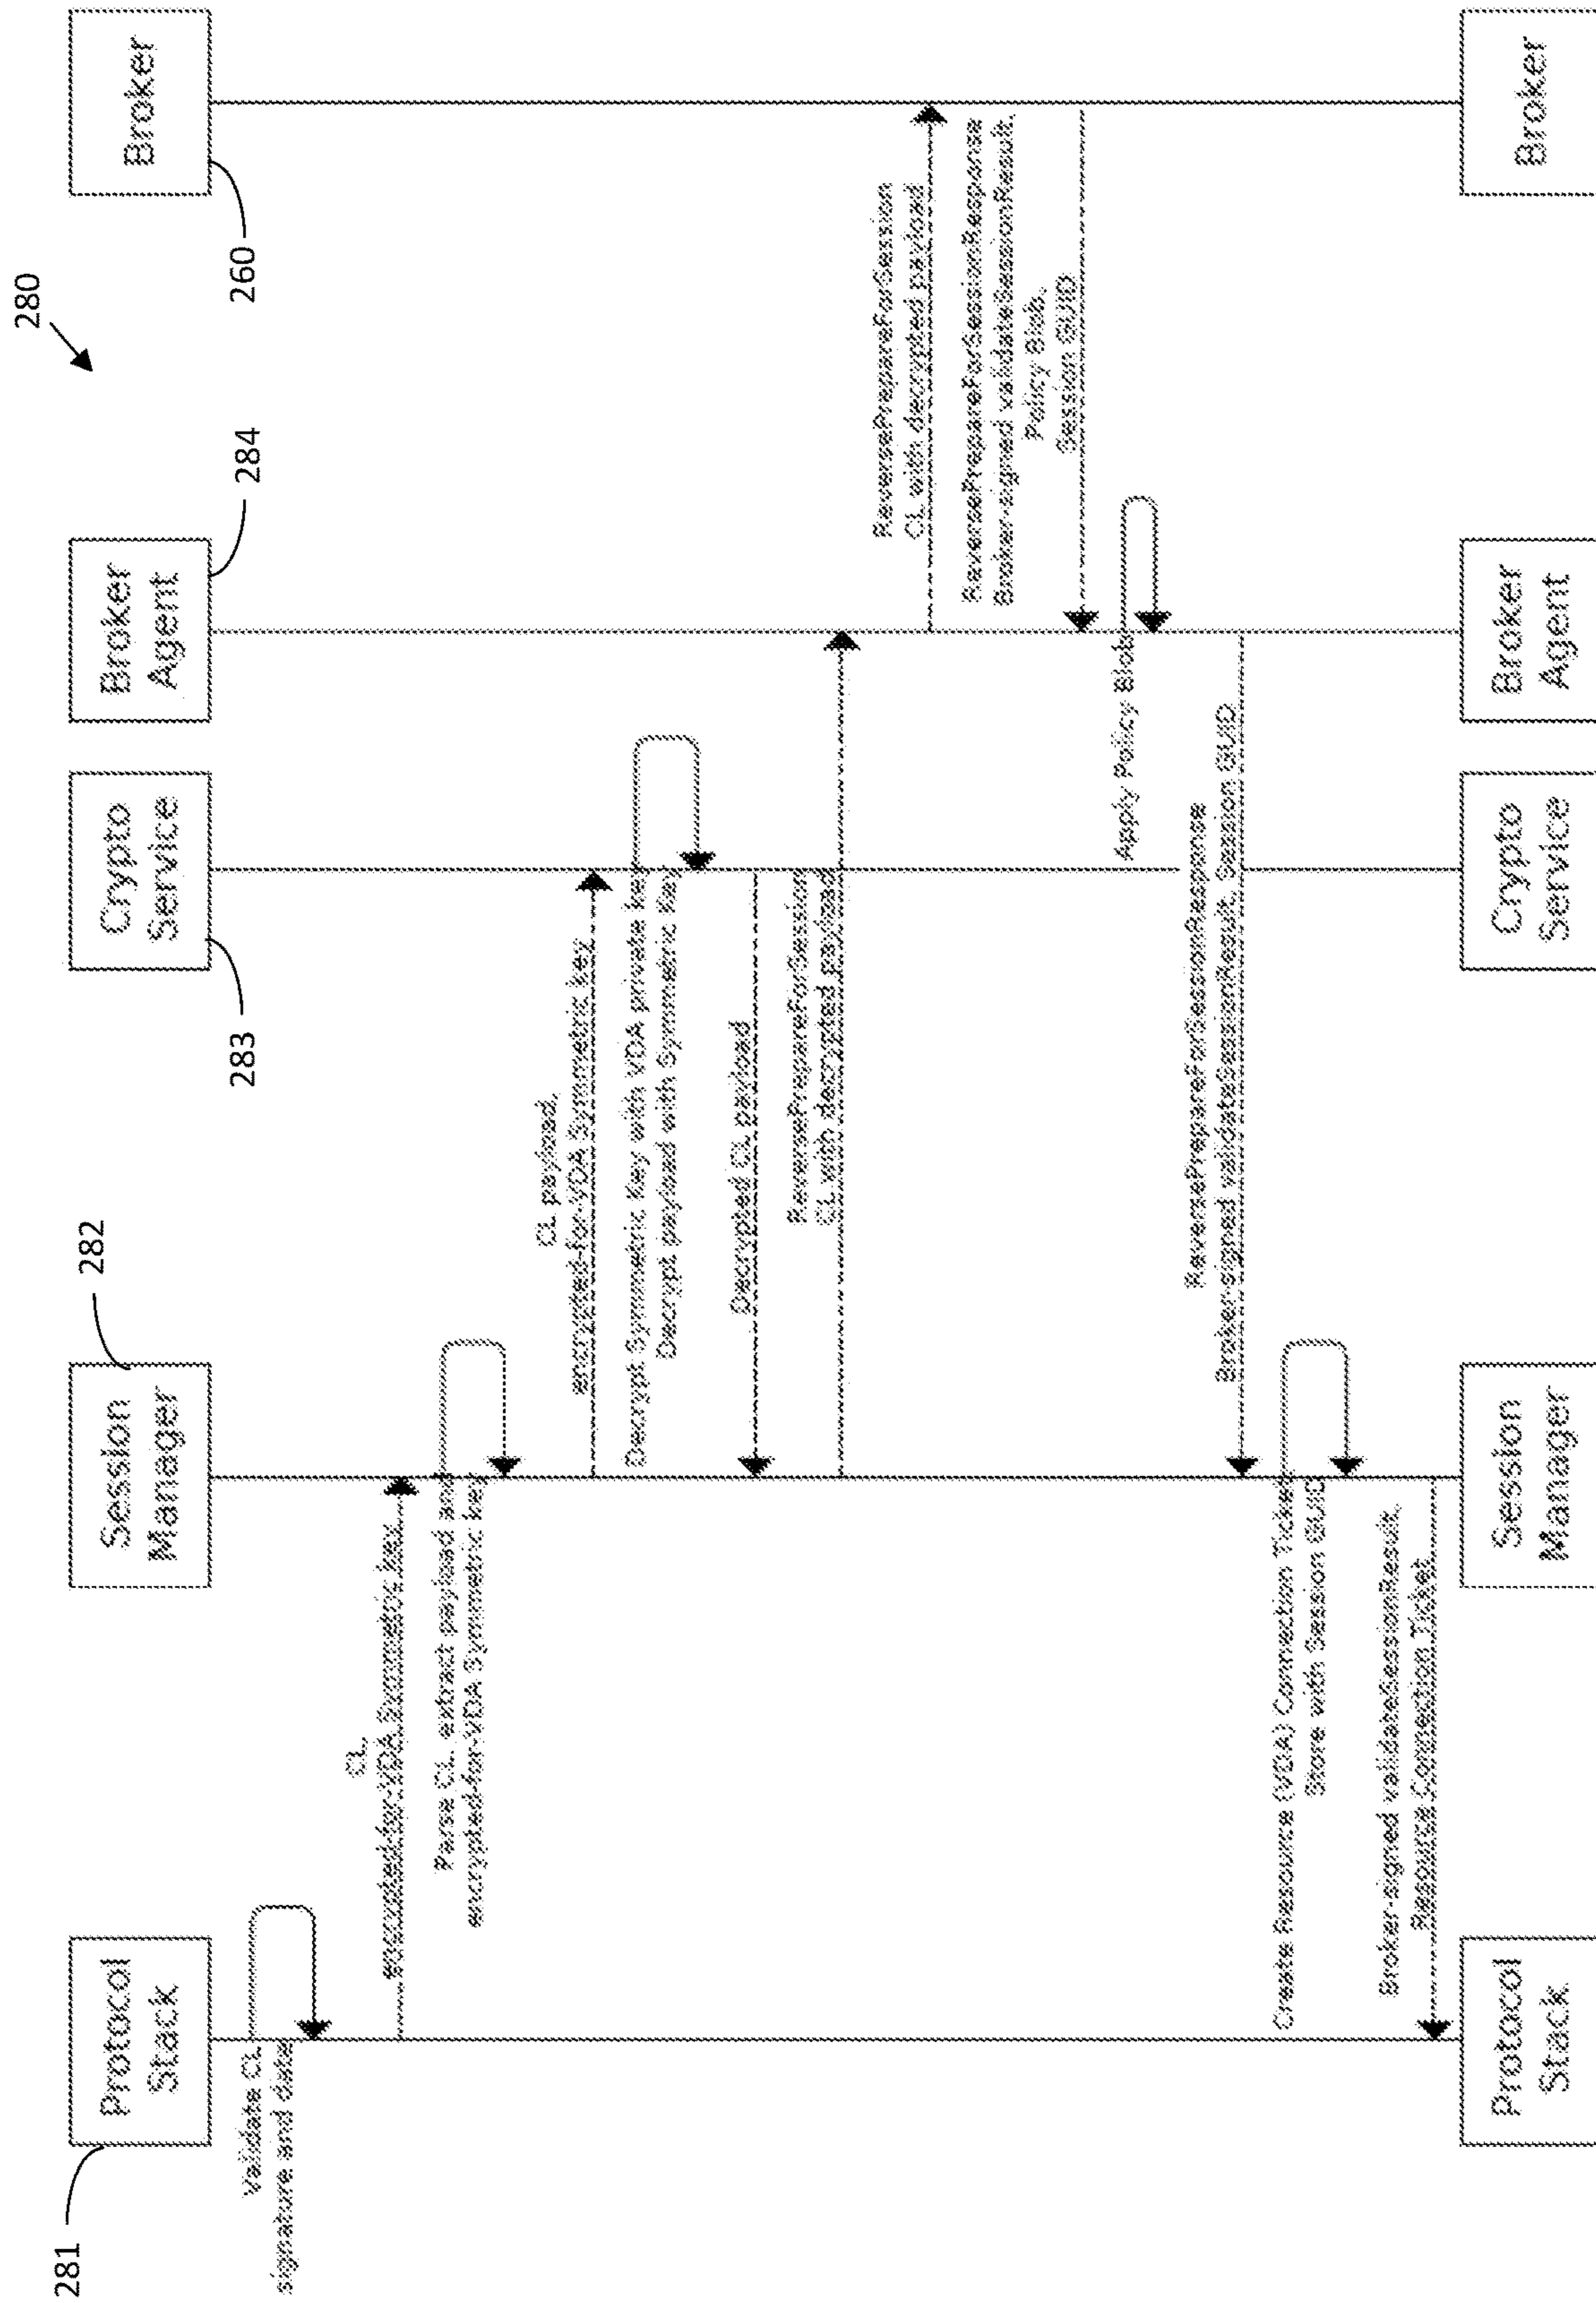 280
281
Protocol
Stack
282
Session
Manager
283
Crypto
Service
284
Broker
Agent
260
Broker
Validate CL
signature and date
CL,
encrypted-for-VDA Symmetric key
Parse CL, extract payload and
encrypted-for-VDA Symmetric key
CL payload,
encrypted-for-VDA Symmetric key
Decrypt Symmetric Key with VDA private key
Decrypt payload with Symmetric Key
Decrypted CL payload
ReversePrepareForSession
CL with decrypted payload
ReversePrepareForSession
CL with decrypted payload
ReversePrepareForSessionResponse
Broker-signed validateSessionResult,
Policy Blob,
Session GUID
Apply Policy Blob
ReversePrepareForSessionResponse
Broker-signed validateSessionResult, Session GUID
Create Resource (VDA) Connection Ticket
Store with Session GUID
Broker-signed validateSessionResult,
Resource Connection Ticket
Protocol
Stack
Session
Manager
Crypto
Service
Broker
Agent
Broker